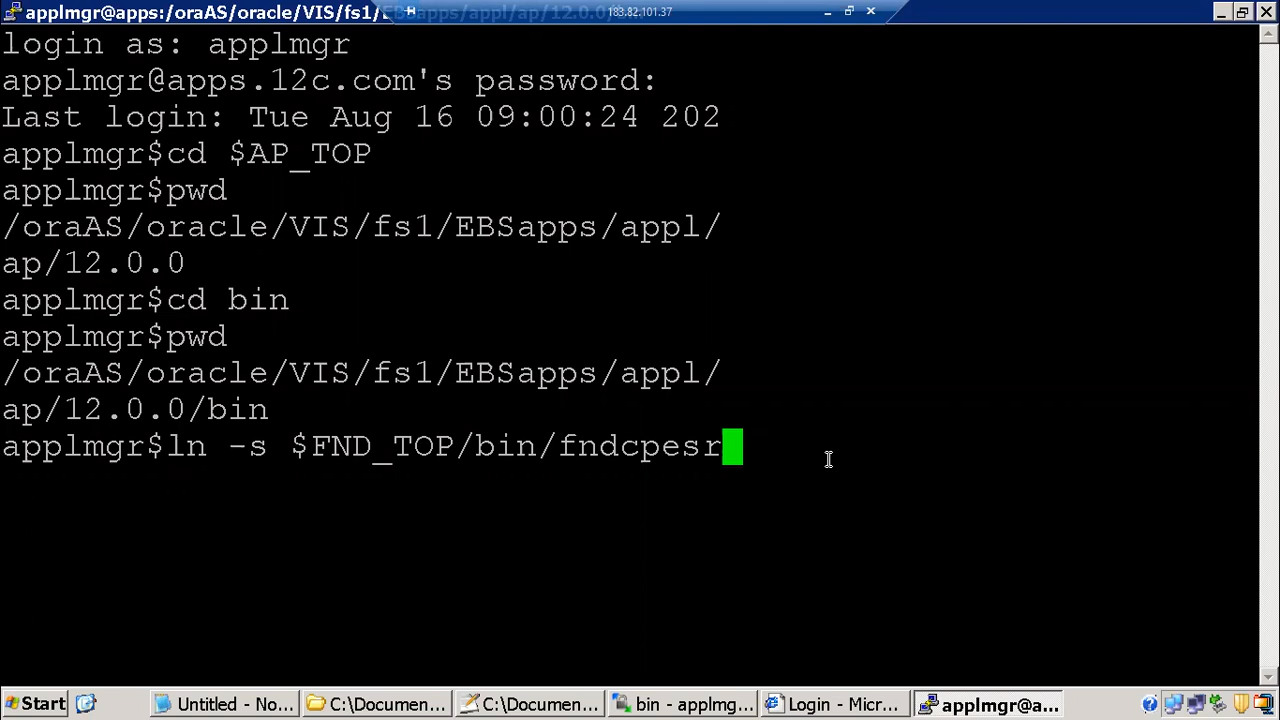 applmgr@apps:/oraAS/oracle/VIS/fs1/EBSapps/appl/ap/12.0.0
183.82.101.37
login as: applmgr
applmgr@apps.12c.com's password:
Last login: Tue Aug 16 09:00:24 202
applmgr$cd $AP_TOP
applmgr$pwd
/oraAS/oracle/VIS/fs1/EBSapps/appl/
ap/12.0.0
applmgr$cd bin
applmgr$pwd
/oraAS/oracle/VIS/fs1/EBSapps/appl/
ap/12.0.0/bin
applmgr$ln -s $FND_TOP/bin/fndcpesr
Start
Untitled - No...
C:\Documen...
C:\Documen...
bin - applmg...
Login - Micr...
applmgr@a...